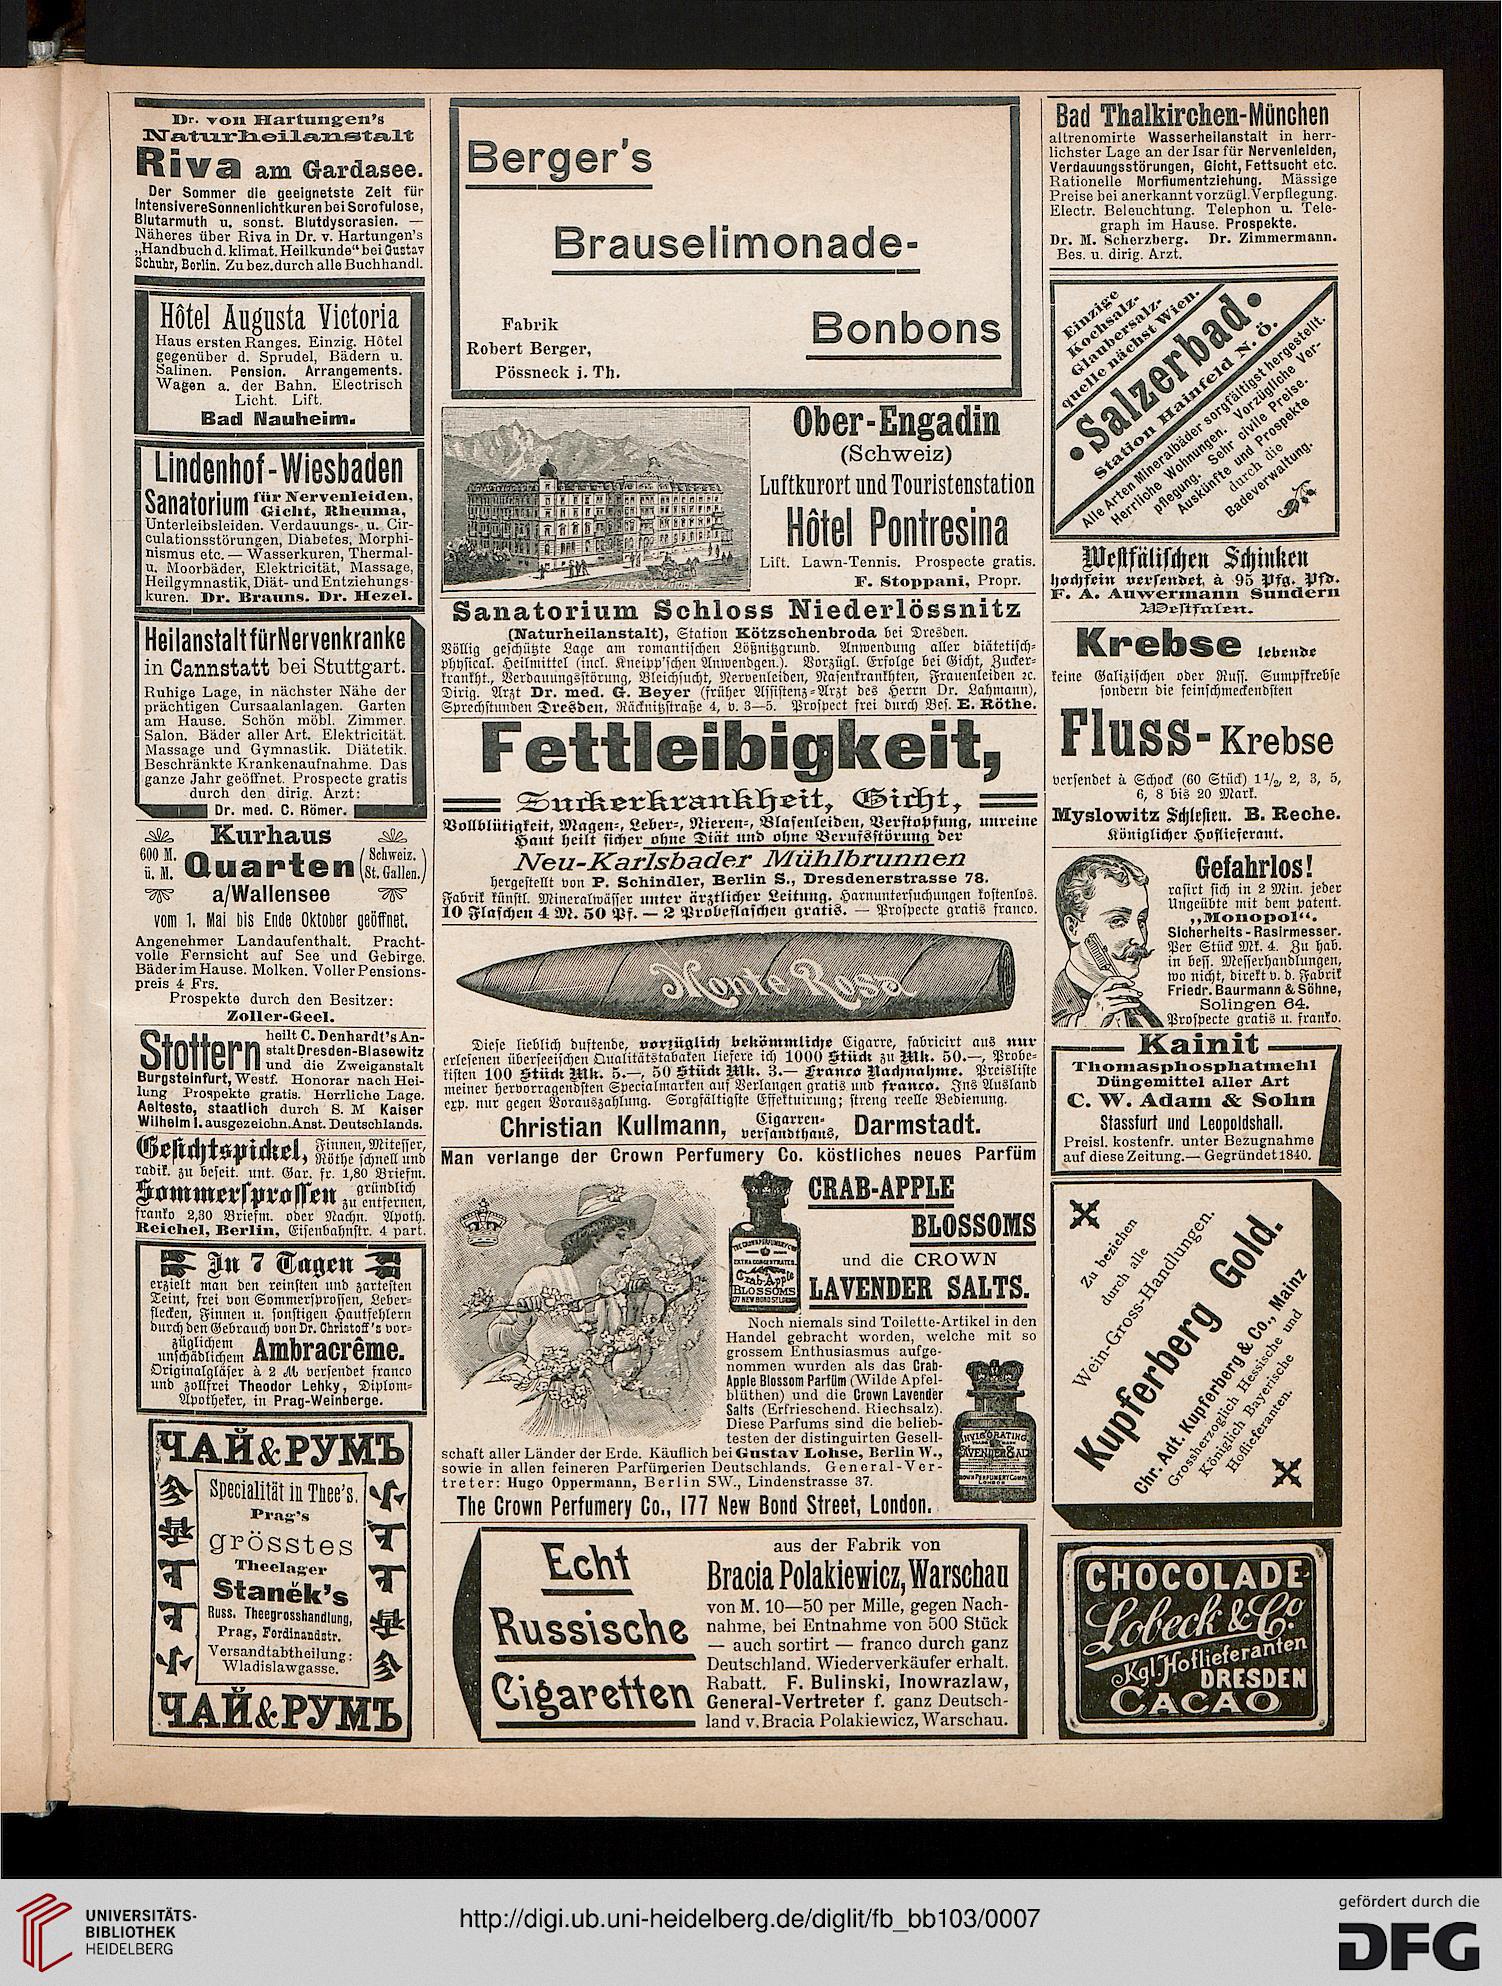 Dr. von Hartungen's
Naturheilanstalt
Riva am Gardasee.
Der Sommer die geeignetste Zeit für
intensivere Sonnenlichtkuren bei Scrofulose,
Blutarmuth u. sonst. Blutdyscrasien. —
Näheres über Riva in Dr. v. Hartungen's
„Handbuch d. klimat. Heilkunde“ bei Gustav
Schuhr, Berlin. Zu bez. durch alle Buchhandl.
Hôtel Augusta Victoria
Haus ersten Ranges. Einzig. Hôtel
gegenüber d. Sprudel, Bädern u.
Salinen. Pension. Arrangements.
Wagen a. der Bahn. Electrisch
Licht. Lift.
Bad Nauheim.
Lindenhof-Wiesbaden
Sanatorium für Nervenleiden,
Gicht, Rheuma,
Unterleibsleiden. Verdauungs- u. Cir-
culationsstörungen, Diabetes, Morphi-
nismus etc. — Wasserkuren, Thermal-
u. Moorbäder, Elektricität, Massage,
Heilgymnastik, Diät- und Entziehungs-
kuren. Dr. Brauns. Dr. Hezel.
Heilanstalt für Nervenkranke
in Cannstatt bei Stuttgart.
Ruhige Lage, in nächster Nähe der
prächtigen Cursaalanlagen. Garten
am Hause. Schön möbl. Zimmer.
Salon. Bäder aller Art. Elektricität.
Massage und Gymnastik. Diätetik.
Beschränkte Krankenaufnahme. Das
ganze Jahr geöffnet. Prospecte gratis
durch den dirig. Arzt:
Dr. med. C. Römer.
Kurhaus
600 M. ü. M. Quarten (Schweiz. St. Gallen.)
a/Wallensee
vom 1. Mai bis Ende Oktober geöffnet.
Angenehmer Landaufenthalt. Pracht-
volle Fernsicht auf See und Gebirge.
Bäder im Hause. Molken. Voller Pensions-
preis 4 Frs.
Prospekte durch den Besitzer:
Zoller-Geel.
Stottern heilt C. Denhardt's An-
stalt Dresden-Blasewitz
und die Zweiganstalt
Burgsteinfurt, Westf. Honorar nach Hei-
lung Prospekte gratis. Herrliche Lage.
Aelteste, staatlich durch S. M Kaiser
Wilhelm I. ausgezeichn. Anst. Deutschlands.
Gesichtspickel, Finnen, Mitesser,
Röthe schnell und
radik. zu beseit. unt. Gar. fr. 1,80 Briefm.
Sommersprossen gründlich
zu entfernen,
franko 2,30 Briefm. oder Nachn. Apoth.
Reichel, Berlin, Eisenbahnstr. 4 part.
In 7 Tagen
erzielt man den reinsten und zartesten
Teint, frei von Sommersprossen, Leber-
flecken, Finnen u. sonstigen Hautfehlern
durch den Gebrauch von Dr. Christoff's vor-
züglichem
unschädlichem Ambracrême.
Originalgläser à 2 M versendet franco
und zollfrei Theodor Lehky, Diplom-
Apotheker, in Prag-Weinberge.
ЧАЙ & РУМЪ
Specialität in Thee's.
Prag's
grösstes
Theelager
Staněk's
Russ. Theegrosshandlung,
Prag, Ferdinandstr.
Versandtabtheilung:
Wladislawgasse.
ЧАЙ & РУМЪ
Berger's
Brauselimonade-
Bonbons
Fabrik
Robert Berger,
Pössneck i. Th.
Ober-Engadin
(Schweiz)
Luftkurort und Touristenstation
Hôtel Pontresina
Lift. Lawn-Tennis. Prospecte gratis.
F. Stoppani, Propr.
Sanatorium Schloss Niederlössnitz
(Naturheilanstalt), Station Kötzschenbroda bei Dresden.
Völlig geschützte Lage am romantischen Lößnitzgrund. Anwendung aller diätetisch-
physical. Heilmittel (incl. Kneipp'schen Anwendgen.). Vorzügl. Erfolge bei Gicht, Zucker-
krankht., Verdauungsstörung, Bleichsucht, Nervenleiden, Nasenkrankhten, Frauenleiden ꝛc.
Dirig. Arzt Dr. med. G. Beyer (früher Assistenz-Arzt des Herrn Dr. Lahmann),
Sprechstunden Dresden, Räcknitzstraße 4, v. 3—5. Prospect frei durch Bes. E. Röthe.
Fettleibigkeit,
Zuckerkrankheit, Gicht,
Vollblütigkeit, Magen-, Leber-, Nieren-, Blasenleiden, Verstopfung, unreine
Haut heilt sicher ohne Diät und ohne Berufsstörung der
Neu-Karlsbader Mühlbrunnen
hergestellt von P. Schindler, Berlin S., Dresdenerstrasse 78.
Fabrik künstl. Mineralwässer unter ärztlicher Leitung. Harnuntersuchungen kostenlos.
10 Flaschen 4 M. 50 Pf. — 2 Probeflaschen gratis. — Prospecte gratis franco.
Monte Rosa
Diese lieblich duftende, vorzüglich bekömmliche Cigarre, fabricirt aus nur
erlesenen überseeischen Qualitätstabaken liefere ich 1000 Stück zu Mk. 50.—, Probe-
kisten 100 Stück Mk. 5.—, 50 Stück Mk. 3.— Franco Nachnahme. Preisliste
meiner hervorragendsten Specialmarken auf Verlangen gratis und franco. Ins Ausland
exp. nur gegen Vorauszahlung. Sorgfältigste Effektuirung; streng reelle Bedienung.
Christian Kullmann, Cigarren-versandthaus, Darmstadt.
Man verlange der Crown Perfumery Co. köstliches neues Parfüm
CRAB-APPLE
BLOSSOMS
und die CROWN
LAVENDER SALTS.
THE CROWN PERFUMERY Co
EXTRA CONCENTRATED
Crab-Apple
BLOSSOMS
177 NEW BOND ST LONDON
Noch niemals sind Toilette-Artikel in den
Handel gebracht worden, welche mit so
grossem Enthusiasmus aufge-
nommen wurden als das Crab-
Apple Blossom Parfüm (Wilde Apfel-
blüthen) und die Crown Lavender
Salts (Erfrieschend. Riechsalz).
Diese Parfums sind die belieb-
testen der distinguirten Gesell-
schaft aller Länder der Erde. Käuflich bei Gustav Lohse, Berlin W.,
sowie in allen feineren Parfümerien Deutschlands. General-Ver-
treter: Hugo Oppermann, Berlin SW., Lindenstrasse 37.
The Crown Perfumery Co., 177 New Bond Street, London.
INVIGORATING
LAVENDER SALTS
CROWN PERFUMERY COMPY
LONDON
Echt
Russische
Cigaretten
aus der Fabrik von
Bracia Polakiewicz, Warschau
von M. 10—50 per Mille, gegen Nach-
nahme, bei Entnahme von 500 Stück
— auch sortirt — franco durch ganz
Deutschland. Wiederverkäufer erhalt.
Rabatt. F. Bulinski, Inowrazlaw,
General-Vertreter f. ganz Deutsch-
land v. Bracia Polakiewicz, Warschau.
Bad Thalkirchen-München
altrenomirte Wasserheilanstalt in herr-
lichster Lage an der Isar für Nervenleiden,
Verdauungsstörungen, Gicht, Fettsucht etc.
Rationelle Morfiumentziehung. Mässige
Preise bei anerkannt vorzügl. Verpflegung.
Electr. Beleuchtung. Telephon u. Tele-
graph im Hause. Prospekte.
Dr. M. Scherzberg. Dr. Zimmermann.
Bes. u. dirig. Arzt.
Einzige
Kochsalz-
Glaubersalz-
quelle nächst Wien.
Salzerbad
Station Hainfeld N. Ö.
Alle Arten Mineralbäder sorgfältigst hergestellt.
Herrliche Wohnungen. Vorzügliche Ver-
pflegung. Sehr civile Preise.
Auskünfte und Prospekte
durch die
Badeverwaltung.
Westfälischen Schinken
hochfein versendet, à 95 Pfg. Pfd.
F. A. Auwermann Sundern
Westfalen.
Krebse lebende
keine Galizischen oder Russ. Sumpfkrebse
sondern die feinschmeckendsten
Fluss-Krebse
versendet à Schock (60 Stück) 1 1/2, 2, 3, 5,
6, 8 bis 20 Mark.
Myslowitz Schlesien. B. Reche.
Königlicher Hoflieferant.
Gefahrlos!
rasirt sich in 2 Min. jeder
Ungeübte mit dem patent.
„Monopol“.
Sicherheits-Rasirmesser.
Per Stück Mk. 4. Zu hab.
in bess. Messerhandlungen,
wo nicht, direkt v. d. Fabrik
Friedr. Baurmann & Söhne,
Solingen 64.
Prospecte gratis u. franko.
Kainit
Thomasphosphatmehl
Düngemittel aller Art
C. W. Adam & Sohn
Stassfurt und Leopoldshall.
Preisl. kostenfr. unter Bezugnahme
auf diese Zeitung.— Gegründet 1840.
Zu beziehen
durch alle
Wein-Gross-Handlungen.
Kupferberg Gold.
Chr. Adt. Kupferberg & Co., Mainz
Grossherzoglich Hessische und
Königlich Bayerische
Hoflieferanten.
CHOCOLADE
Lobeck & Co.
Kgl. Hoflieferanten
DRESDEN
CACAO
UNIVERSITÄTS-
BIBLIOTHEK
HEIDELBERG
http://digi.ub.uni-heidelberg.de/diglit/fb_bb103/0007
gefördert durch die
DFG